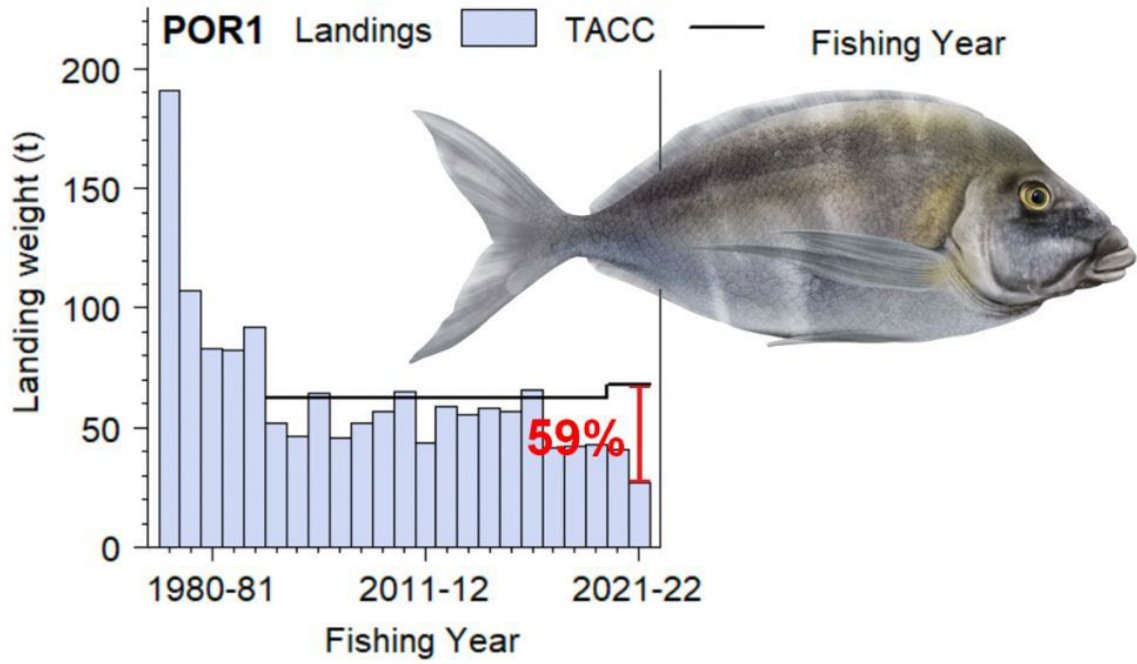 POR1 Landings TACC Fishing Year
Landing weight (t)
200
150
100
50
0
59%
1980-81 2011-12 2021-22
Fishing Year